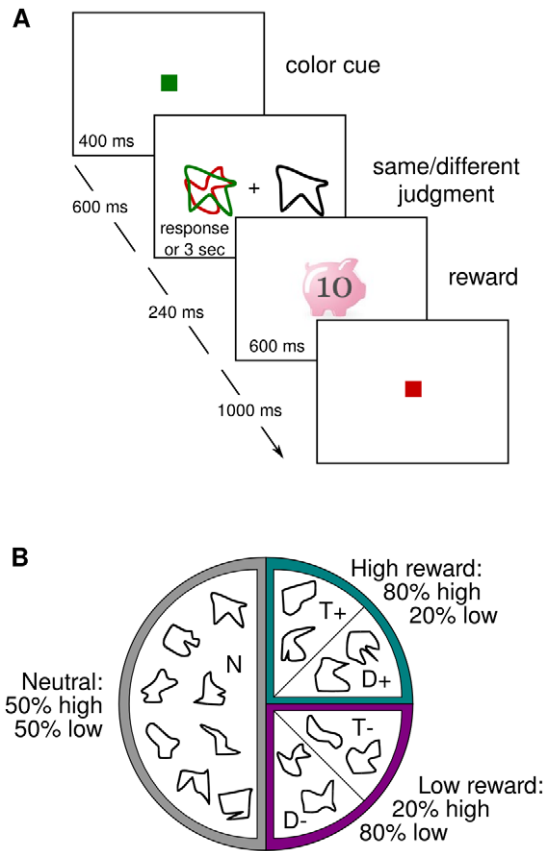 A
color cue
400 ms
same/different
judgment
600 ms
+
response
or 3 sec
reward
10
240 ms
600 ms
1000 ms
B
High reward:
80% high
20% low
T+
N
D+
Neutral:
50% high
50% low
T-
D-
Low reward:
20% high
80% low